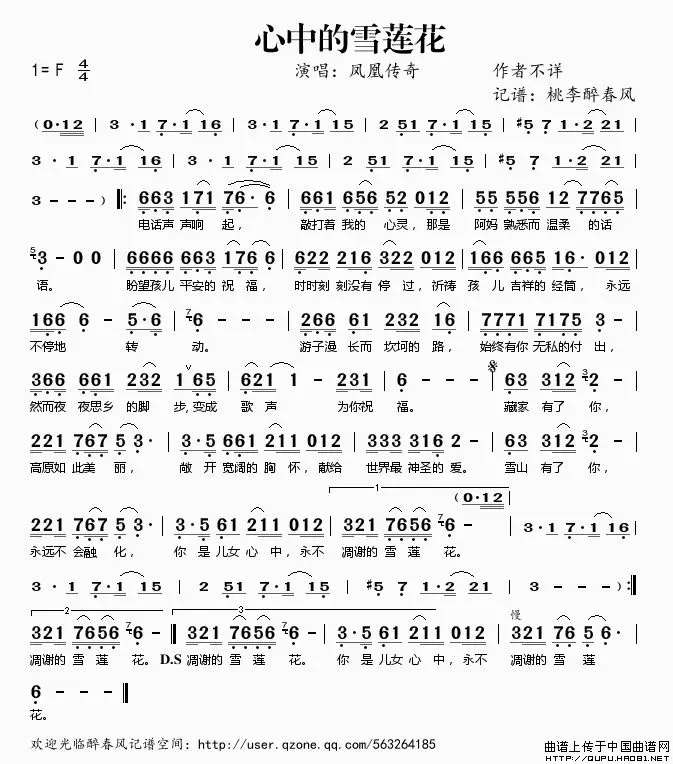 心中的雪莲花
1=F 4/4 演唱：凤凰传奇 作者不详
记谱：桃李醉春风
(0·12 | 3·1 7·1 16 | 3·1 7·1 15 | 2 51 7·1 15 | #5 7 1·2 21 |
3·1 7·1 16 | 3·1 7·1 15 | 2 51 7·1 15 | #5 7 1·2 21 |
3 - - - ) ‖: 663 171 76· 6 | 661 656 52 012 | 55 556 12 7765 |
电话声 声响 起， 敲打着 我的 心灵，那是 阿妈 熟悉而 温柔 的话
5 3 - 0 0 | 6666 663 176 6 | 622 216 322 012 | 166 665 16· 01 |
语。 盼望孩儿 平安的 祝 福， 时时刻 刻没有 停 过，祈祷 孩 儿 吉祥的 经筒，永远
166 6 - 5·6 | 7 6 - - - | 266 61 232 16 | 7771 7175 3 - |
不停地 转 动。 游子漫 长而 坎坷的 路， 始终有你 无私的 付 出，
366 661 232 1 65 | 621 1 - 231 | 6 - - - | 63 312 3 2 - |
然而夜 夜思乡 的脚 步，变成 歌 声 为你祝 福。 藏家 有了 你，
221 767 5 3· | 3·5 661 211 012 | 333 316 2 - | 63 312 3 2 - |
高原如 此美 丽， 敞 开 宽阔的 胸 怀，献给 世界最 神圣的 爱。 雪山 有了 你，
1 (0·12
221 767 5 3· | 3·5 61 211 012 | 321 7656 7 6 - | 3·1 7·1 16 |
永远不 会融 化， 你 是 儿女 心 中，永不 凋谢的 雪 莲 花。
3·1 7·1 15 | 2 51 7·1 15 | #5 7 1·2 21 | 3 - - - ) :‖
2 3 慢
321 7656 7 6 - ‖ 321 7656 7 6 - | 3·5 61 211 012 | 321 76 5 6· |
凋谢的 雪 莲 花。D.S 凋谢的 雪 莲 花。 你 是 儿女 心 中，永不 凋谢的 雪 莲
6 - - - ‖
花。
欢迎光临醉春风记谱空间：http://user.qzone.qq.com/563264185
曲谱上传于中国曲谱网
http://QUPU.HAO81.NET